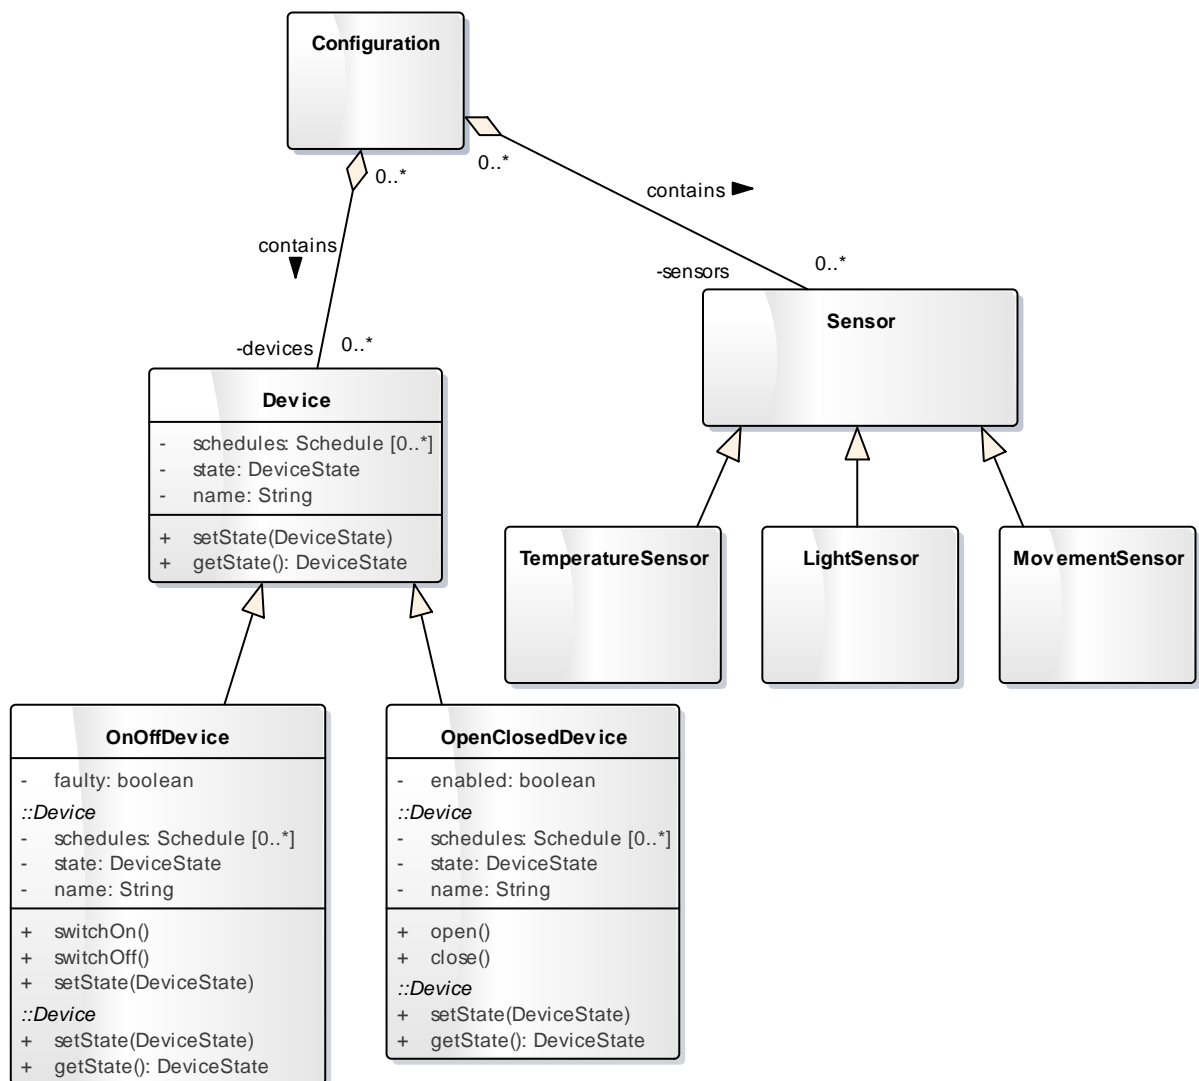 Configuration
0..*
0..*
contains
contains
-sensors
0..*
-devices
0..*
Sensor
Device
- schedules: Schedule [0..*]
- state: DeviceState
- name: String
+ setState(DeviceState)
+ getState(): DeviceState
TemperatureSensor
LightSensor
MovementSensor
OnOffDevice
- faulty: boolean
::Device
- schedules: Schedule [0..*]
- state: DeviceState
- name: String
+ switchOn()
+ switchOff()
+ setState(DeviceState)
::Device
+ setState(DeviceState)
+ getState(): DeviceState
OpenClosedDevice
- enabled: boolean
::Device
- schedules: Schedule [0..*]
- state: DeviceState
- name: String
+ open()
+ close()
::Device
+ setState(DeviceState)
+ getState(): DeviceState